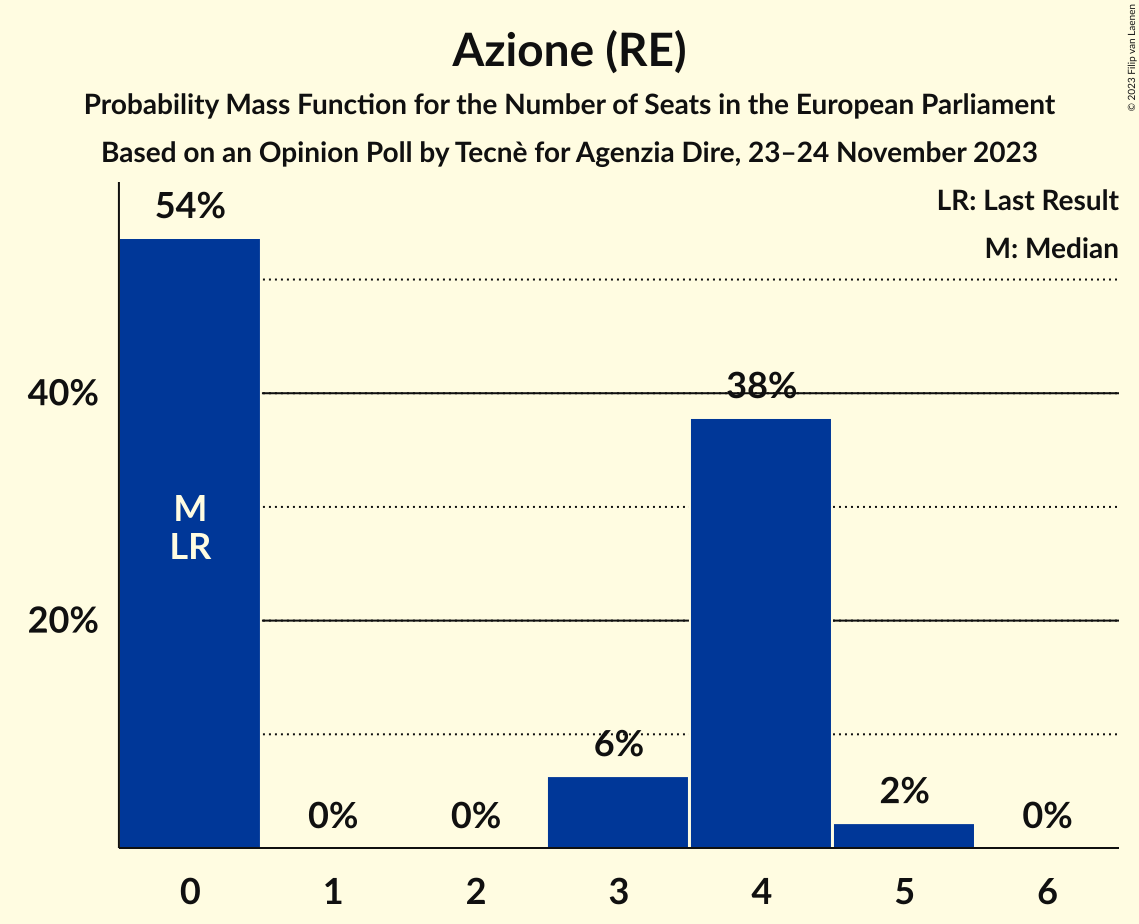 Azione (RE)
Probability Mass Function for the Number of Seats in the European Parliament
Based on an Opinion Poll by Tecnè for Agenzia Dire, 23–24 November 2023
© 2023 Filip van Laenen
LR: Last Result
M: Median
54%
40%
38%
M
LR
20%
6%
2%
0%
0%
0%
0
1
2
3
4
5
6